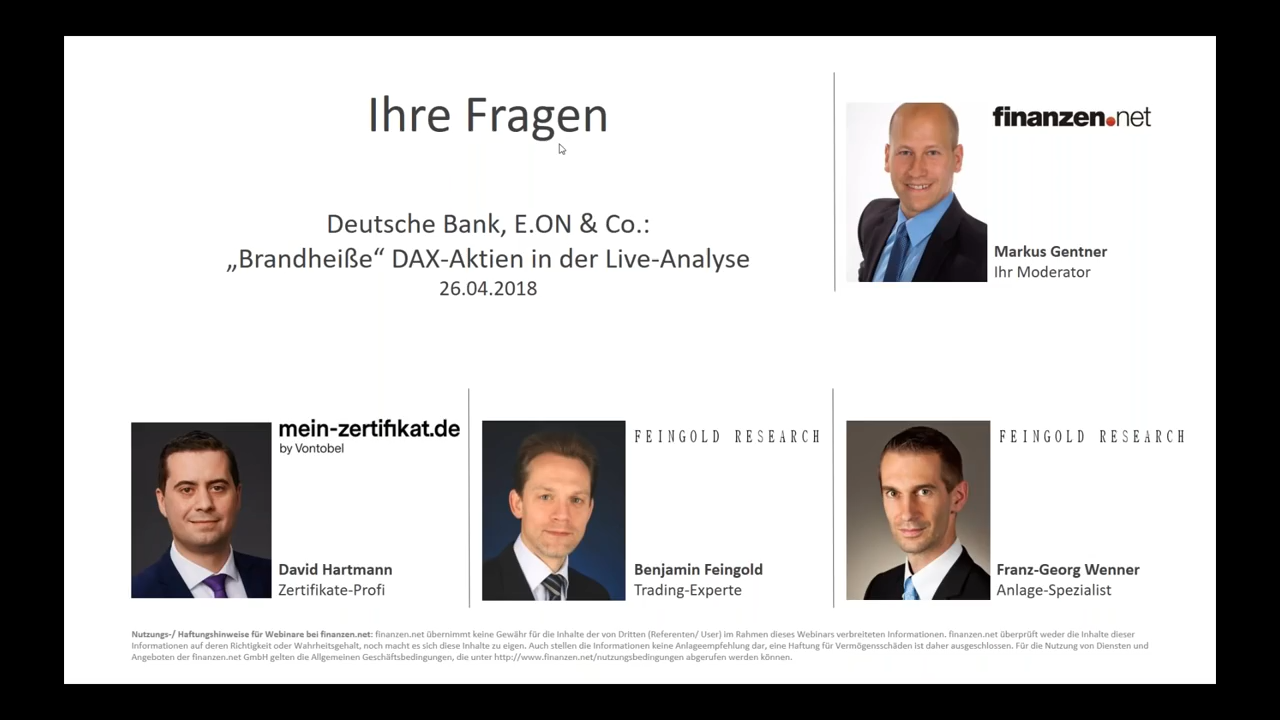 Ihre Fragen
Deutsche Bank, E.ON & Co.:
„Brandheiße“ DAX-Aktien in der Live-Analyse
26.04.2018
finanzen.net
Markus Gentner
Ihr Moderator
mein-zertifikat.de
by Vontobel
David Hartmann
Zertifikate-Profi
FEINGOLD RESEARCH
Benjamin Feingold
Trading-Experte
FEINGOLD RESEARCH
Franz-Georg Wenner
Anlage-Spezialist
Nutzungs-/ Haftungshinweise für Webinare bei finanzen.net: finanzen.net übernimmt keine Gewähr für die Inhalte der von Dritten (Referenten/ User) im Rahmen dieses Webinars verbreiteten Informationen. finanzen.net überprüft weder die Inhalte dieser
Informationen auf deren Richtigkeit oder Wahrheitsgehalt, noch macht es sich diese Inhalte zu eigen. Auch stellen die Informationen keine Anlageempfehlung dar, eine Haftung für Vermögensschäden ist daher ausgeschlossen. Für die Nutzung von Diensten und
Angeboten der finanzen.net GmbH gelten die Allgemeinen Geschäftsbedingungen, die unter http://www.finanzen.net/nutzungsbedingungen abgerufen werden können.